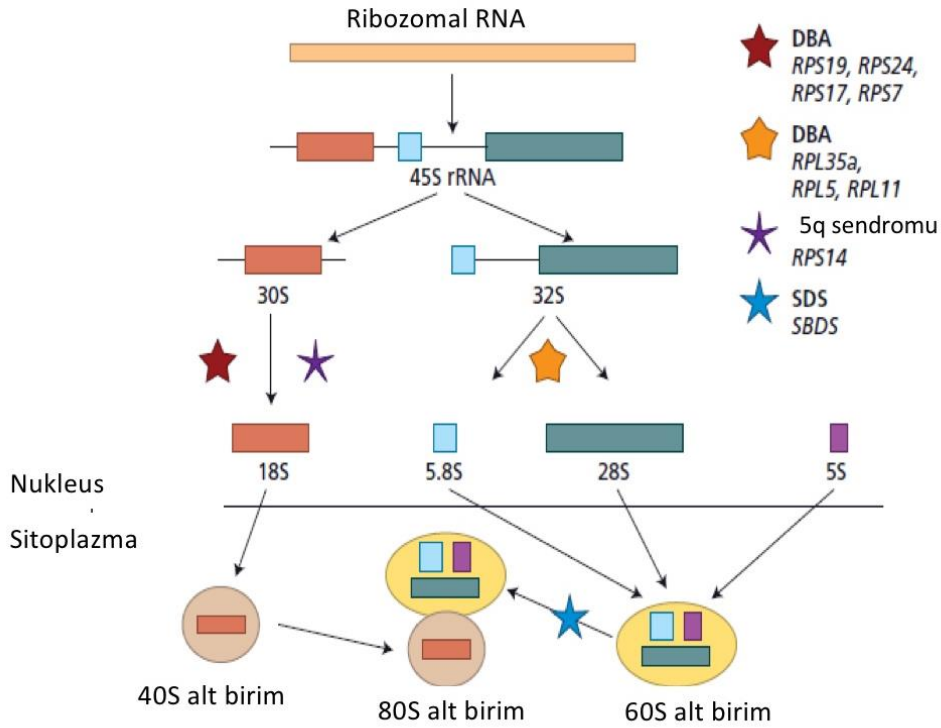 Ribozomal RNA
DBA
RPS19, RPS24,
RPS17, RPS7
DBA
RPL35a,
RPL5, RPL11
5q sendromu
RPS14
SDS
SBDS
45S rRNA
30S
32S
18S
5.8S
28S
5S
Nukleus
Sitoplazma
40S alt birim
80S alt birim
60S alt birim